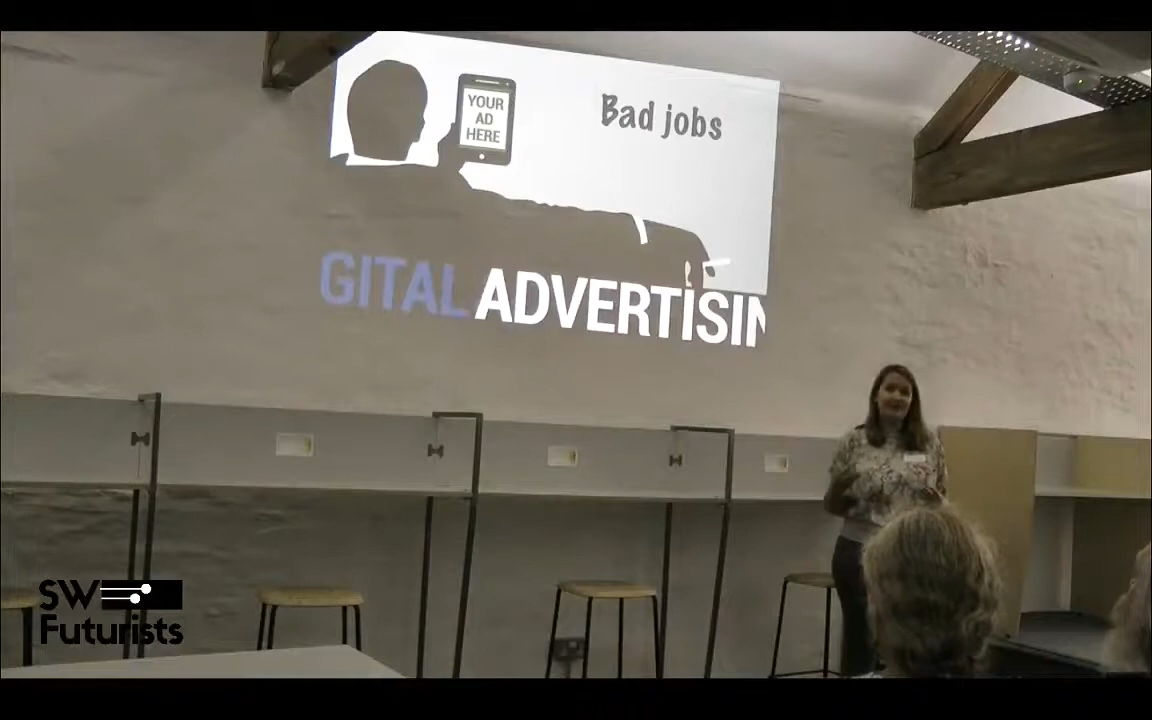 YOUR
AD
HERE
Bad jobs
GITAL ADVERTISIN
SW
Futurists